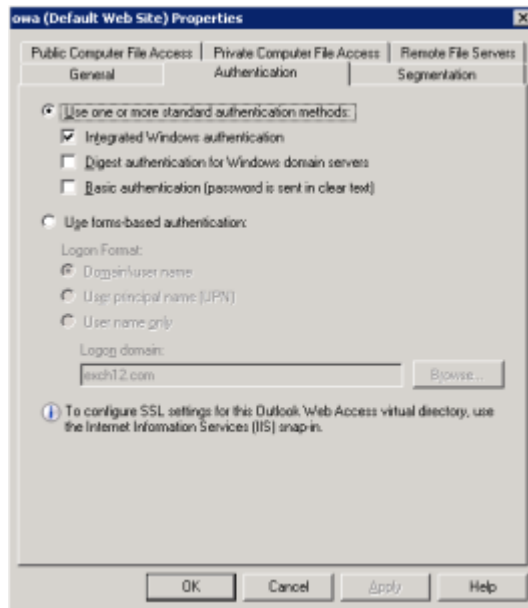 owa (Default Web Site) Properties
Public Computer File Access
Private Computer File Access
Remote File Servers
General
Authentication
Segmentation
Use one or more standard authentication methods:
Integrated Windows authentication
Digest authentication for Windows domain servers
Basic authentication (password is sent in clear text)
Use forms-based authentication:
Logon Format:
Domain\user name
User principal name (UPN)
User name only
Logon domain:
exch12.com
Browse...
To configure SSL settings for this Outlook Web Access virtual directory, use
the Internet Information Services (IIS) snap-in.
OK
Cancel
Apply
Help